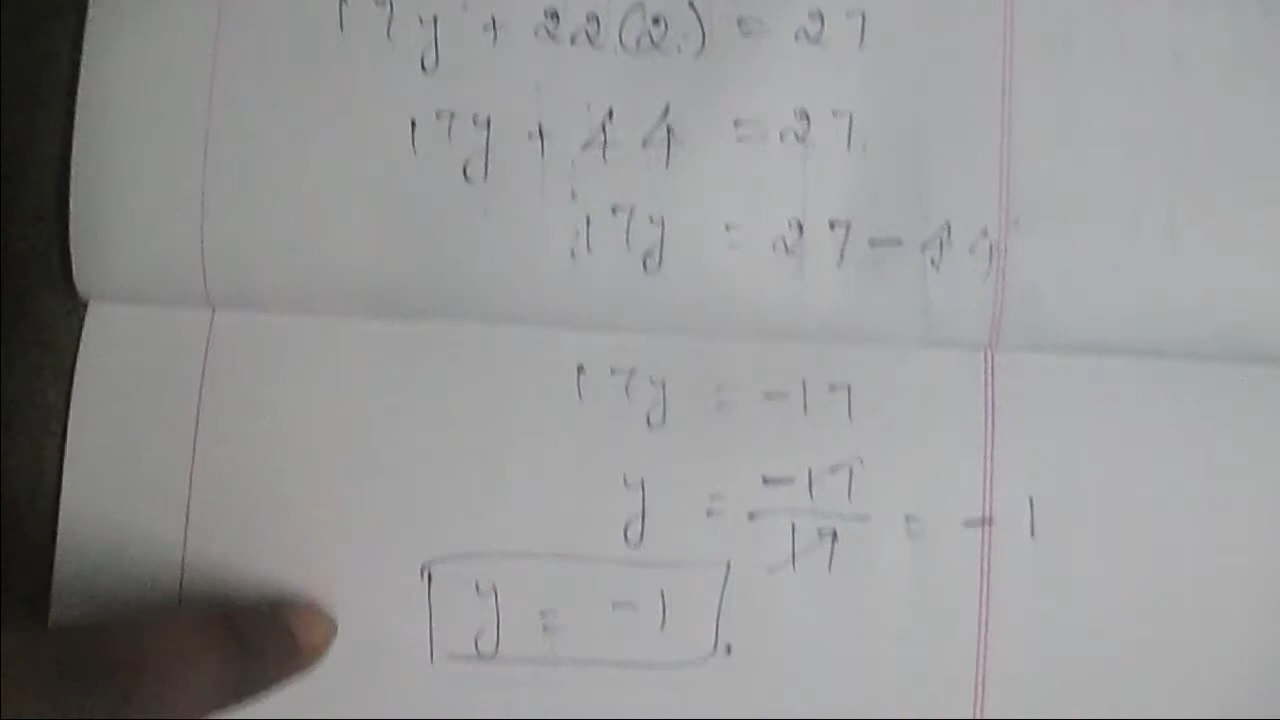 17y + 22(2) = 27
17y + 44 = 27
17y = 27 - 44
17y = -17
y = -17/17 = -1
y = -1.